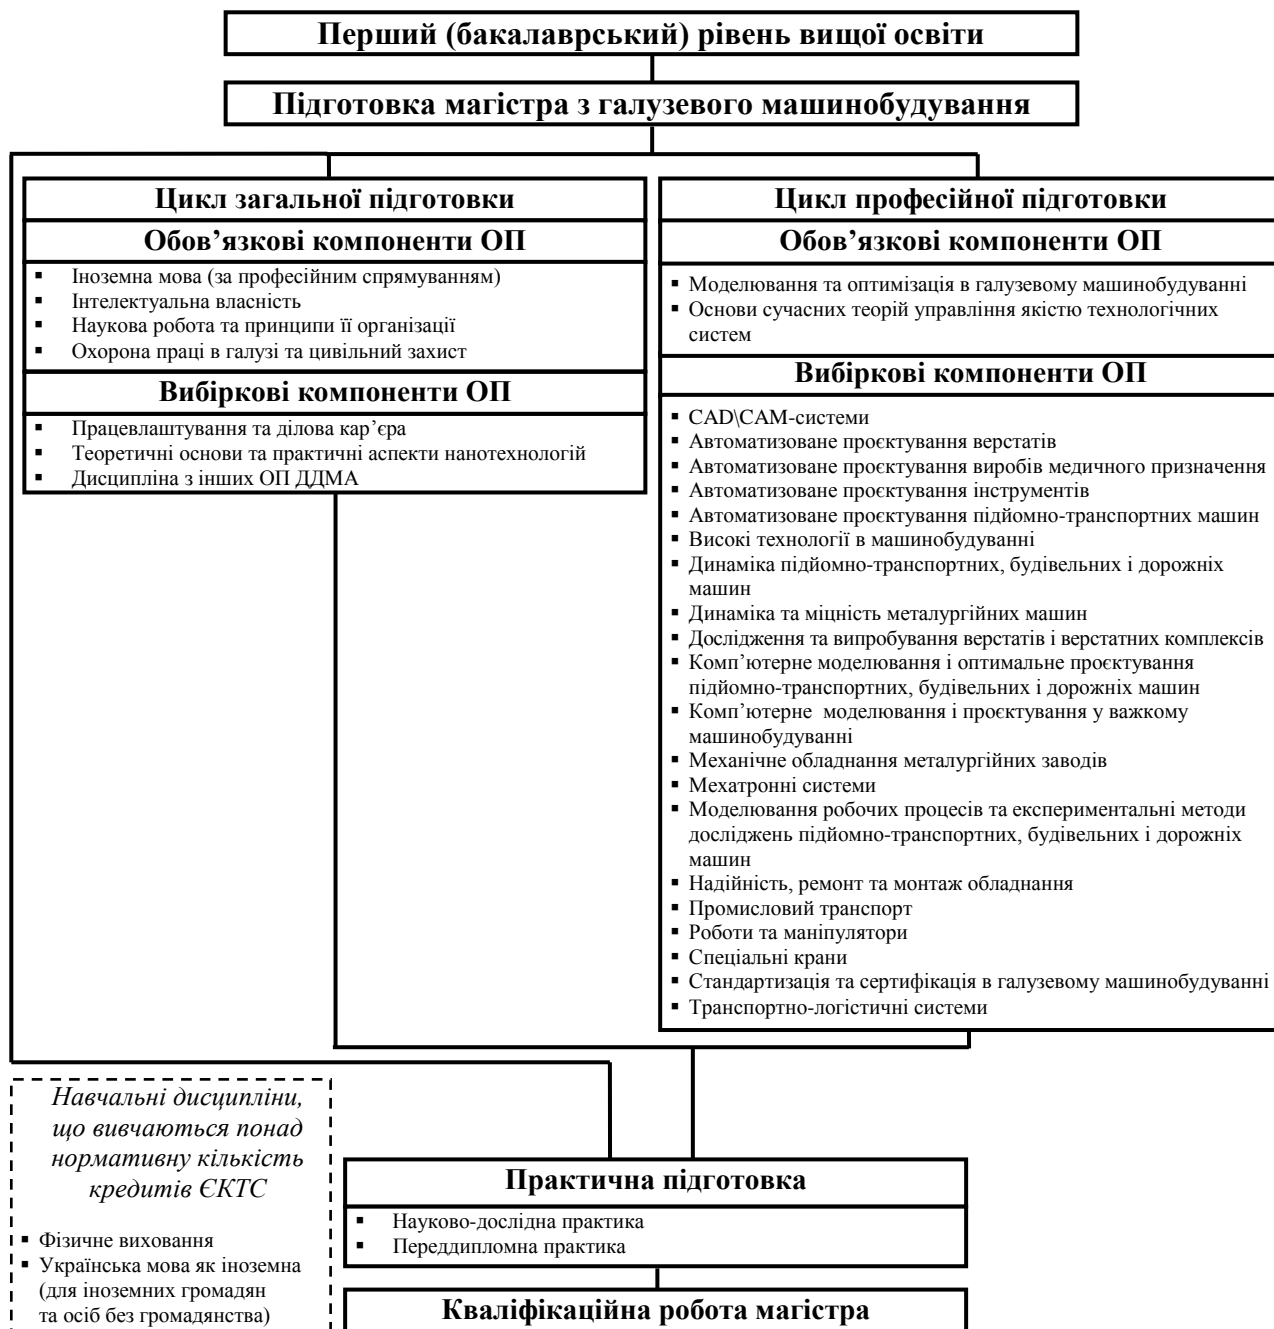 Перший (бакалаврський) рівень вищої освіти
Підготовка магістра з галузевого машинобудування
Цикл загальної підготовки
Обов’язкові компоненти ОП
▪ Іноземна мова (за професійним спрямуванням)
▪ Інтелектуальна власність
▪ Наукова робота та принципи її організації
▪ Охорона праці в галузі та цивільний захист
Вибіркові компоненти ОП
▪ Працевлаштування та ділова кар’єра
▪ Теоретичні основи та практичні аспекти нанотехнологій
▪ Дисципліна з інших ОП ДДМА
Цикл професійної підготовки
Обов’язкові компоненти ОП
▪ Моделювання та оптимізація в галузевому машинобудуванні
▪ Основи сучасних теорій управління якістю технологічних
систем
Вибіркові компоненти ОП
▪ CAD\CAM-системи
▪ Автоматизоване проєктування верстатів
▪ Автоматизоване проєктування виробів медичного призначення
▪ Автоматизоване проєктування інструментів
▪ Автоматизоване проєктування підйомно-транспортних машин
▪ Високі технології в машинобудуванні
▪ Динаміка підйомно-транспортних, будівельних і дорожніх
машин
▪ Динаміка та міцність металургійних машин
▪ Дослідження та випробування верстатів і верстатних комплексів
▪ Комп’ютерне моделювання і оптимальне проєктування
підйомно-транспортних, будівельних і дорожніх машин
▪ Комп’ютерне моделювання і проєктування у важкому
машинобудуванні
▪ Механічне обладнання металургійних заводів
▪ Мехатронні системи
▪ Моделювання робочих процесів та експериментальні методи
досліджень підйомно-транспортних, будівельних і дорожніх
машин
▪ Надійність, ремонт та монтаж обладнання
▪ Промисловий транспорт
▪ Роботи та маніпулятори
▪ Спеціальні крани
▪ Стандартизація та сертифікація в галузевому машинобудуванні
▪ Транспортно-логістичні системи
Навчальні дисципліни,
що вивчаються понад
нормативну кількість
кредитів ЄКТС
▪ Фізичне виховання
▪ Українська мова як іноземна
(для іноземних громадян
та осіб без громадянства)
Практична підготовка
▪ Науково-дослідна практика
▪ Переддипломна практика
Кваліфікаційна робота магістра